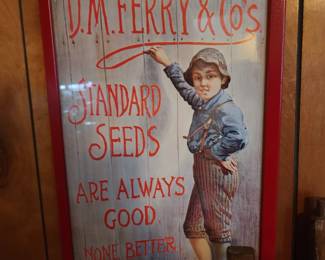 D.M. FERRY & CO'S.
STANDARD
SEEDS
ARE ALWAYS
GOOD.
NONE BETTER.